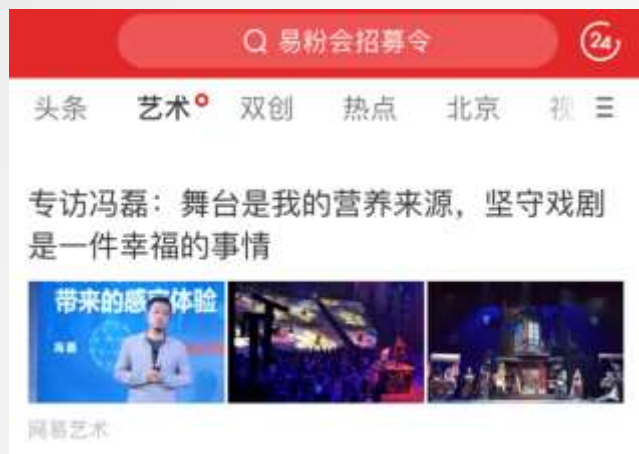 易粉会招募令
24
头条 艺术 双创 热点 北京 视
专访冯磊：舞台是我的营养来源，坚守戏剧
是一件幸福的事情
带来的感官体验
冯磊
网易艺术